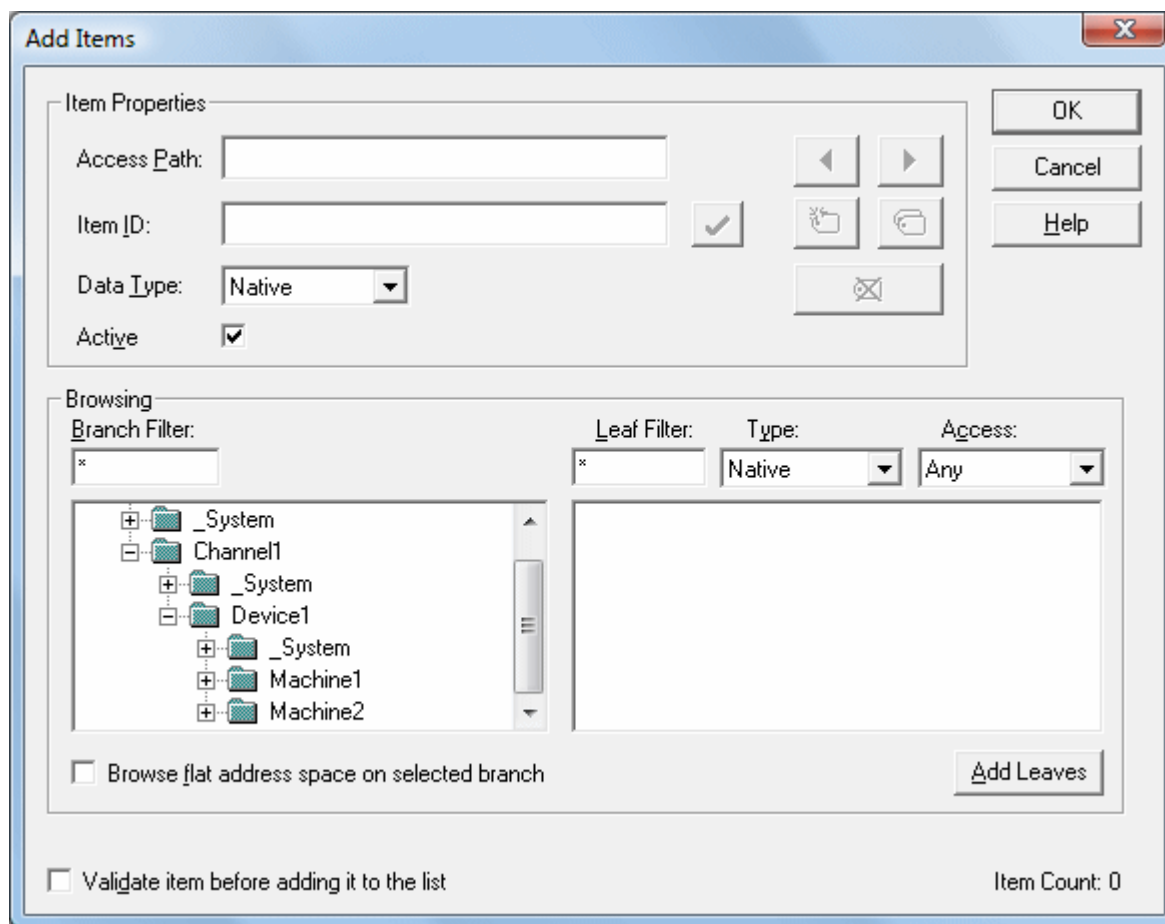 Add Items
Item Properties
Access Path:
OK
Cancel
Item ID:
Help
Data Type:
Native
Active
Browsing
Branch Filter:
Leaf Filter: Type: Access:
*
* Native Any
_System
Channel1
_System
Device1
_System
Machine1
Machine2
Browse flat address space on selected branch
Add Leaves
Validate item before adding it to the list
Item Count: 0